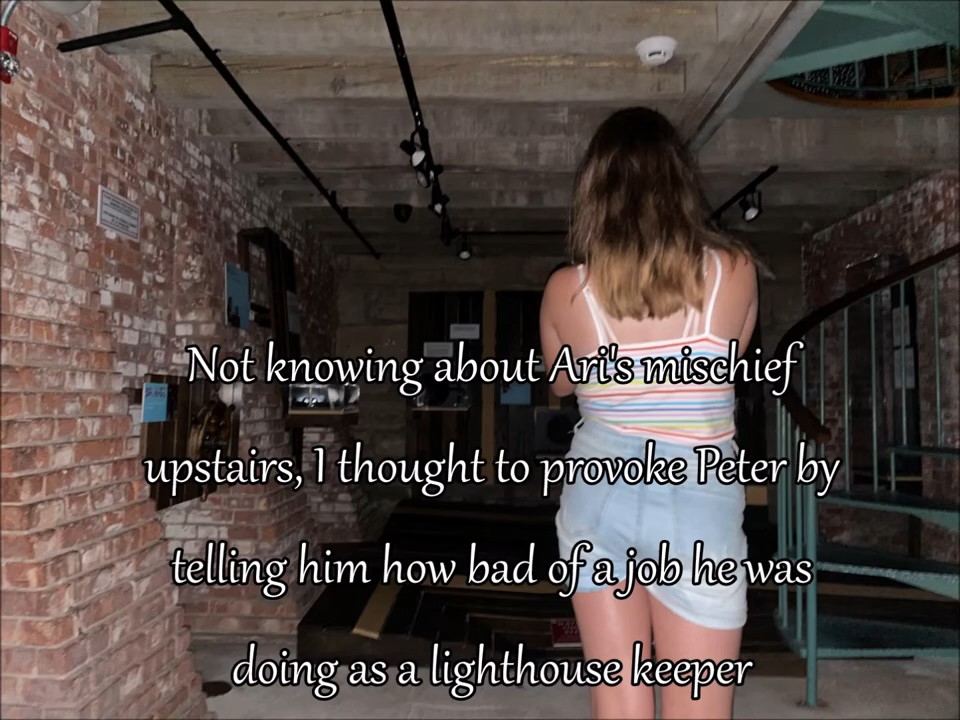 Not knowing about Ari's mischief
upstairs, I thought to provoke Peter by
telling him how bad of a job he was
doing as a lighthouse keeper